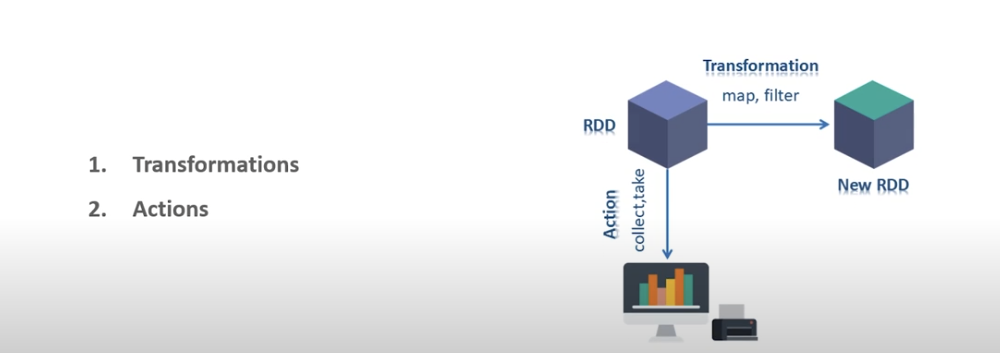 1. Transformations
2. Actions
Transformation
map, filter
RDD
New RDD
Action
collect,take